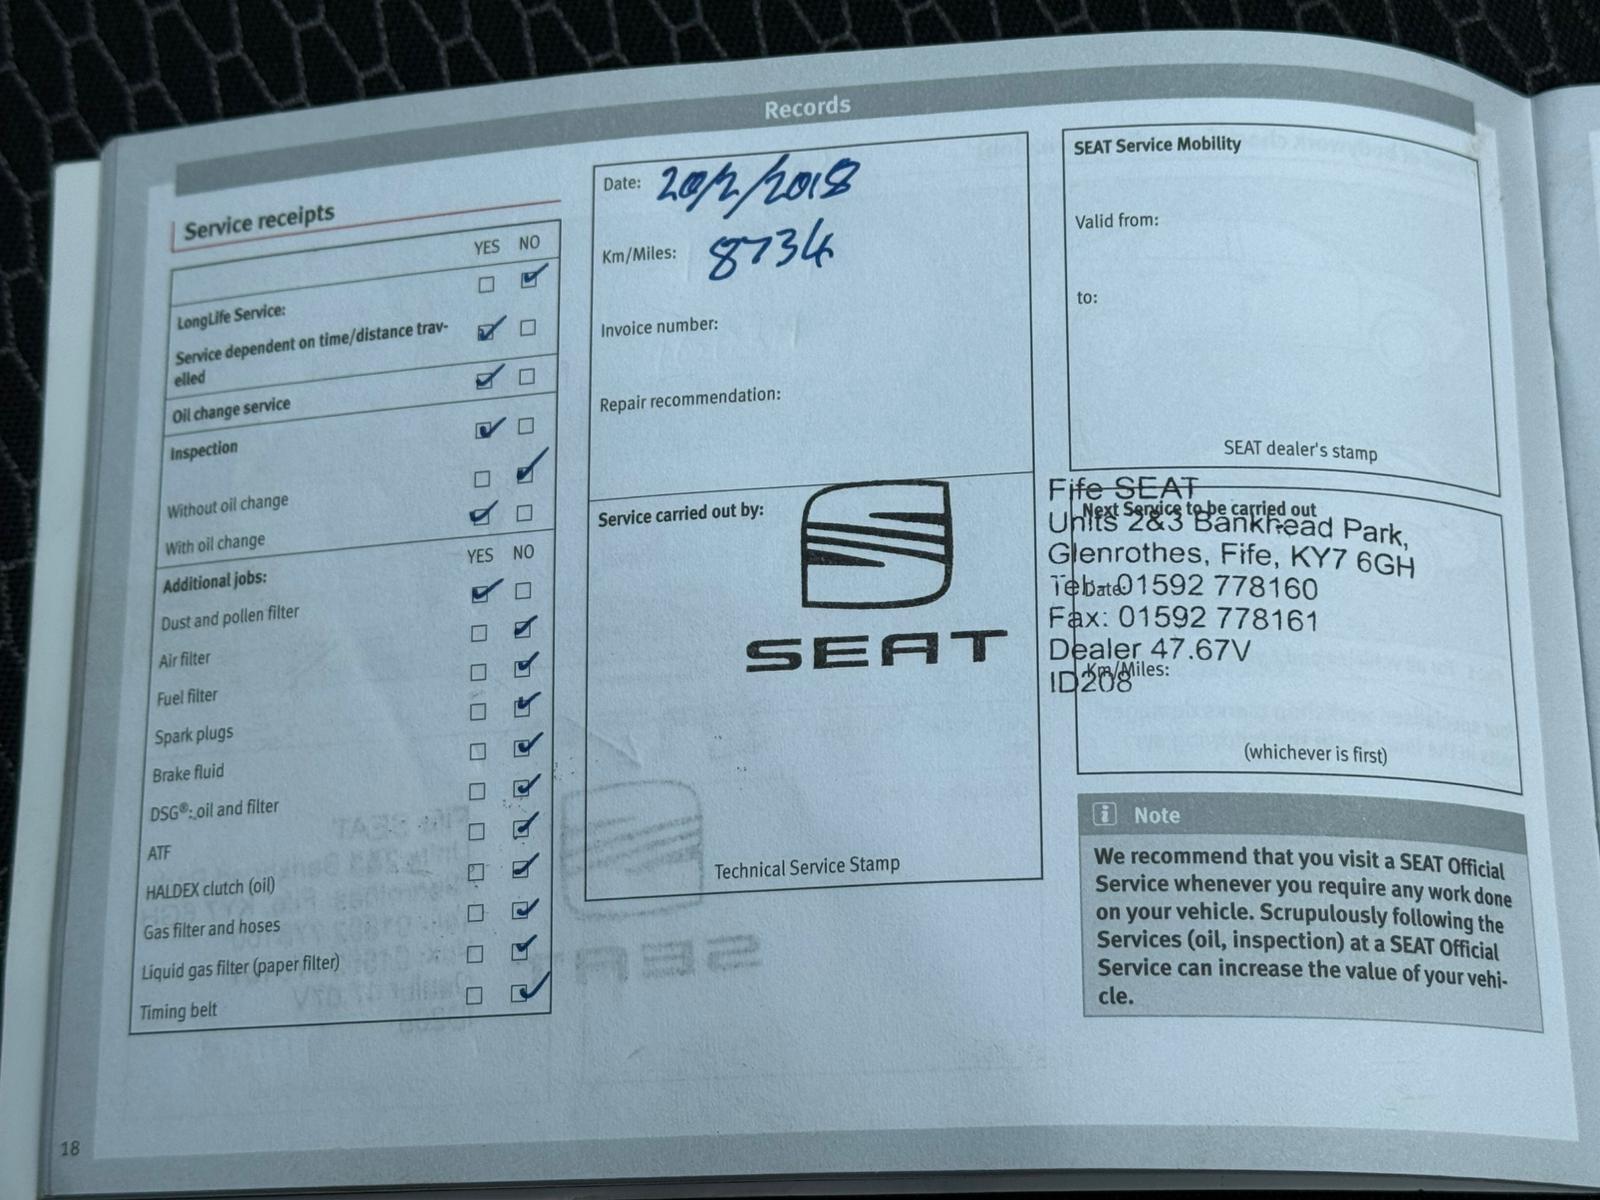 Records
Service receipts
YES NO
LongLife Service:
Service dependent on time/distance trav-
elled
Oil change service
Inspection
Without oil change
With oil change
YES NO
Additional jobs:
Dust and pollen filter
Air filter
Fuel filter
Spark plugs
Brake fluid
DSG®: oil and filter
ATF
HALDEX clutch (oil)
Gas filter and hoses
Liquid gas filter (paper filter)
Timing belt
Date: 20/2/2018
Km/Miles: 8734
Invoice number:
Repair recommendation:
Service carried out by:
SEAT
Technical Service Stamp
SEAT Service Mobility
Valid from:
to:
SEAT dealer's stamp
Fife SEAT
Next Service to be carried out
Units 2&3 Bankhead Park,
Glenrothes, Fife, KY7 6GH
Tel: 01592 778160
Date:
Fax: 01592 778161
Dealer 47.67V
Km/Miles:
ID208
(whichever is first)
i Note
We recommend that you visit a SEAT Official
Service whenever you require any work done
on your vehicle. Scrupulously following the
Services (oil, inspection) at a SEAT Official
Service can increase the value of your vehi-
cle.
18